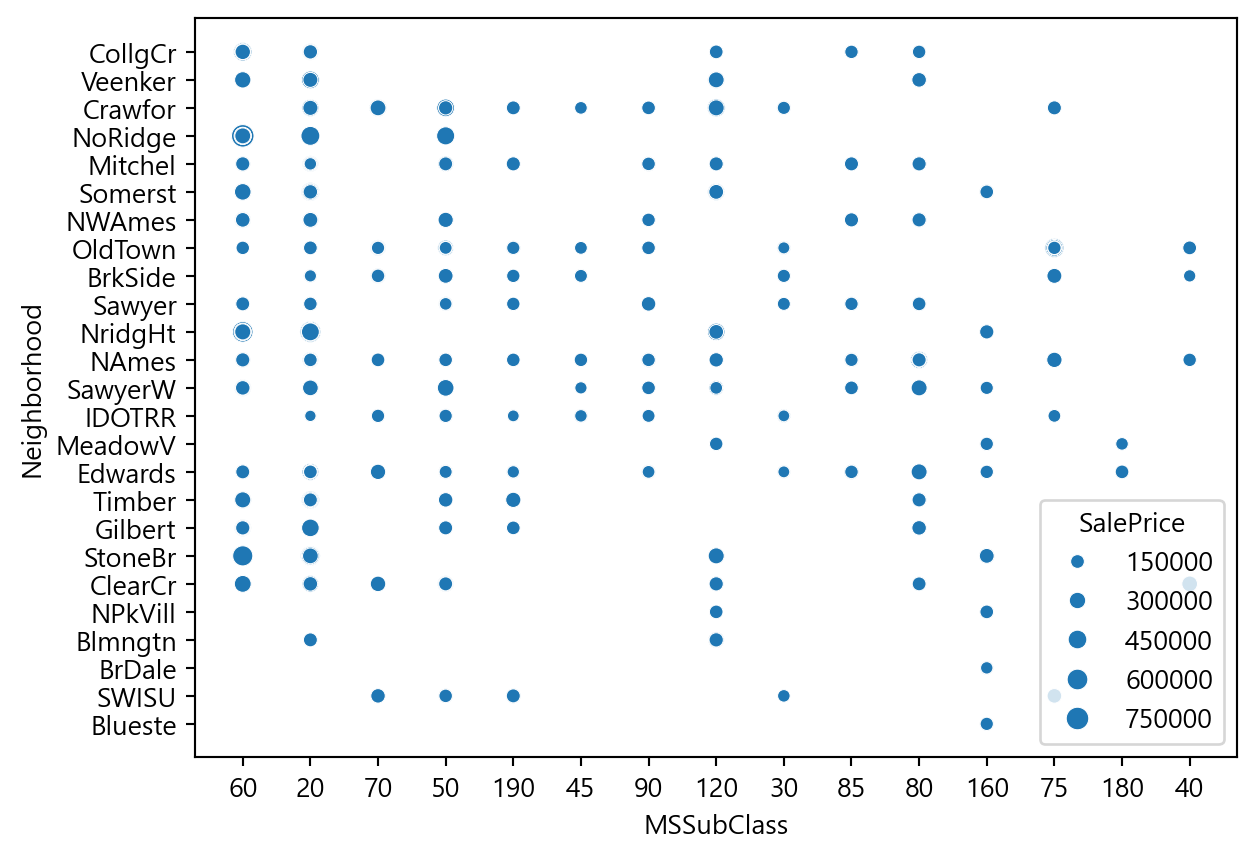 Neighborhood
CollgCr
Veenker
Crawfor
NoRidge
Mitchel
Somerst
NWAmes
OldTown
BrkSide
Sawyer
NridgHt
NAmes
SawyerW
IDOTRR
MeadowV
Edwards
Timber
Gilbert
StoneBr
ClearCr
NPkVill
Blmngtn
BrDale
SWISU
Blueste
SalePrice
150000
300000
450000
600000
750000
60 20 70 50 190 45 90 120 30 85 80 160 75 180 40
MSSubClass